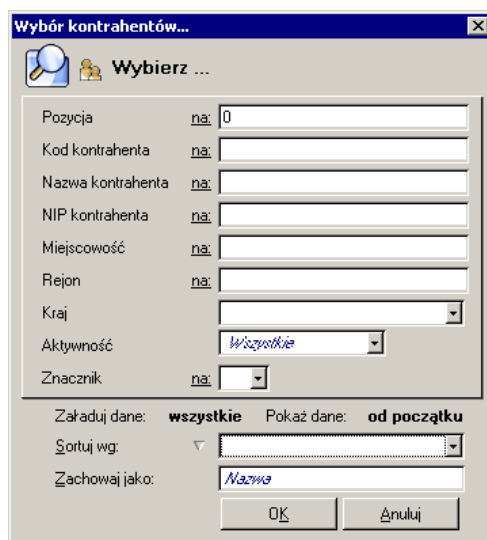 Wybór kontrahentów...
Wybierz ...
Pozycja na: 0
Kod kontrahenta na:
Nazwa kontrahenta na:
NIP kontrahenta na:
Miejscowość na:
Rejon na:
Kraj
Aktywność Wszystkie
Znacznik na:
Załaduj dane: wszystkie Pokaż dane: od początku
Sortuj wg:
Zachowaj jako: Nazwa
OK Anuluj